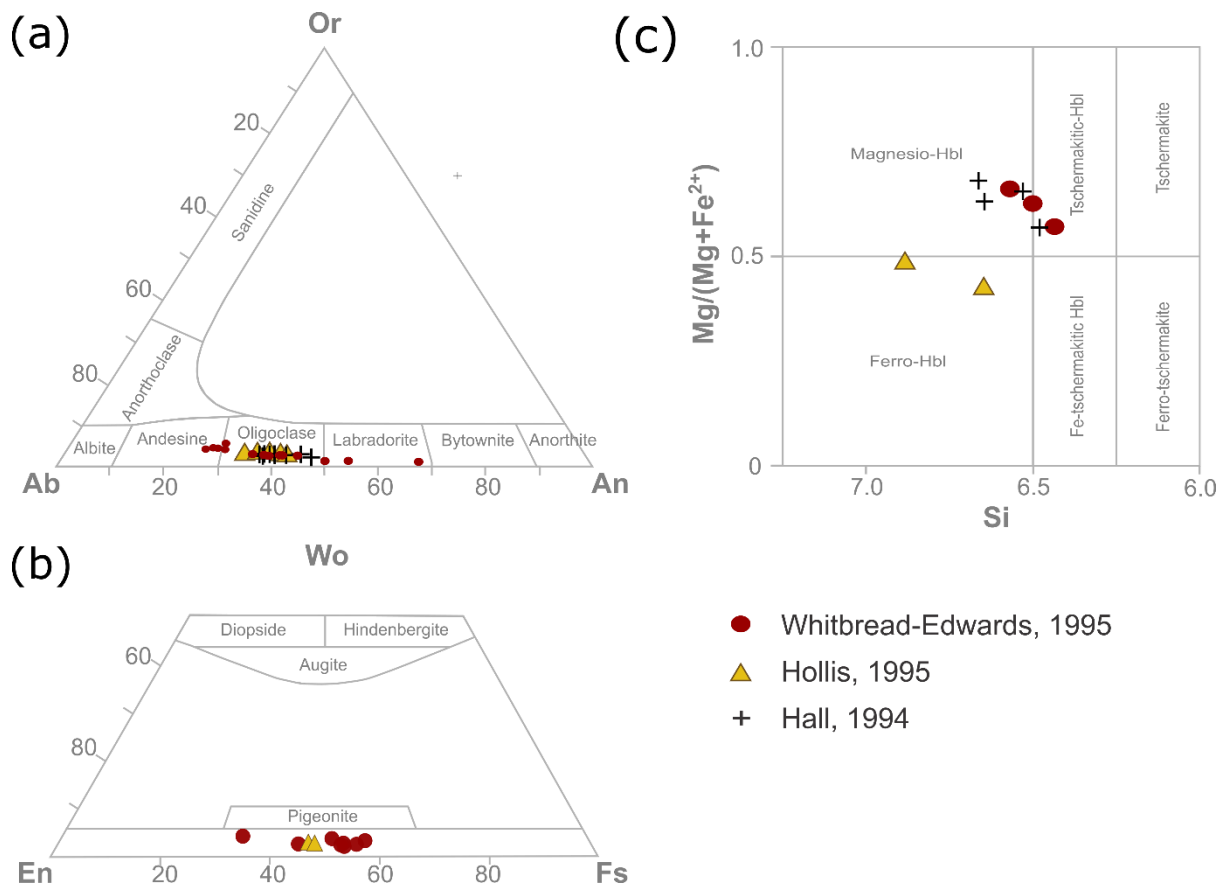 (a)
Or
20
40
60
80
Sanidine
Anorthoclase
Albite
Andesine
Oligoclase
Labradorite
Bytownite
Anorthite
Ab
20
40
60
80
An
(b)
Wo
60
80
Diopside
Hindenbergite
Augite
Pigeonite
En
20
40
60
80
Fs
(c)
1.0
0.5
0
Mg/(Mg+Fe²⁺)
Magnesio-Hbl
Tschermakitic-Hbl
Tschermakite
Ferro-Hbl
Fe-tschermakitic Hbl
Ferro-tschermakite
7.0
6.5
6.0
Si
Whitbread-Edwards, 1995
Hollis, 1995
Hall, 1994